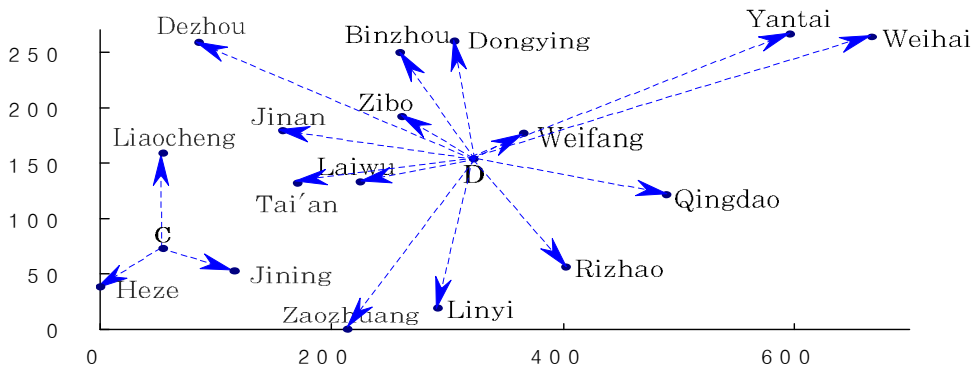 Yantai
Dezhou
Binzhou
Dongying
Weihai
250
Zibo
200
Jinan
Weifang
Liaocheng
150
Laiwu
D
Qingdao
Tai´an
100
C
Rizhao
50
Jining
Heze
Zaozhuang
Linyi
0
0
200
400
600